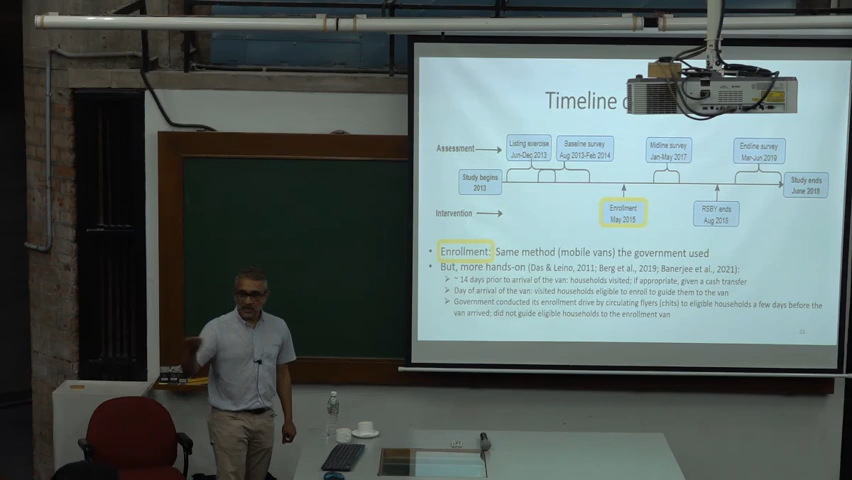 Timeline
Assessment
Listing exercise
Jun-Dec 2013
Baseline survey
Aug 2013-Feb 2014
Midline survey
Jan-May 2017
Endline survey
Mar-Jun 2019
Study begins
2013
Study ends
June 2019
Intervention
Enrollment
May 2015
RSBY ends
Aug 2018
• Enrollment: Same method (mobile vans) the government used
• But, more hands-on (Das & Leino, 2011; Berg et al., 2019; Banerjee et al., 2021):
➤ ~ 14 days prior to arrival of the van: households visited; if appropriate, given a cash transfer
➤ Day of arrival of the van: visited households eligible to enroll to guide them to the van
➤ Government conducted its enrollment drive by circulating flyers (chits) to eligible households a few days before the
van arrived; did not guide eligible households to the enrollment van